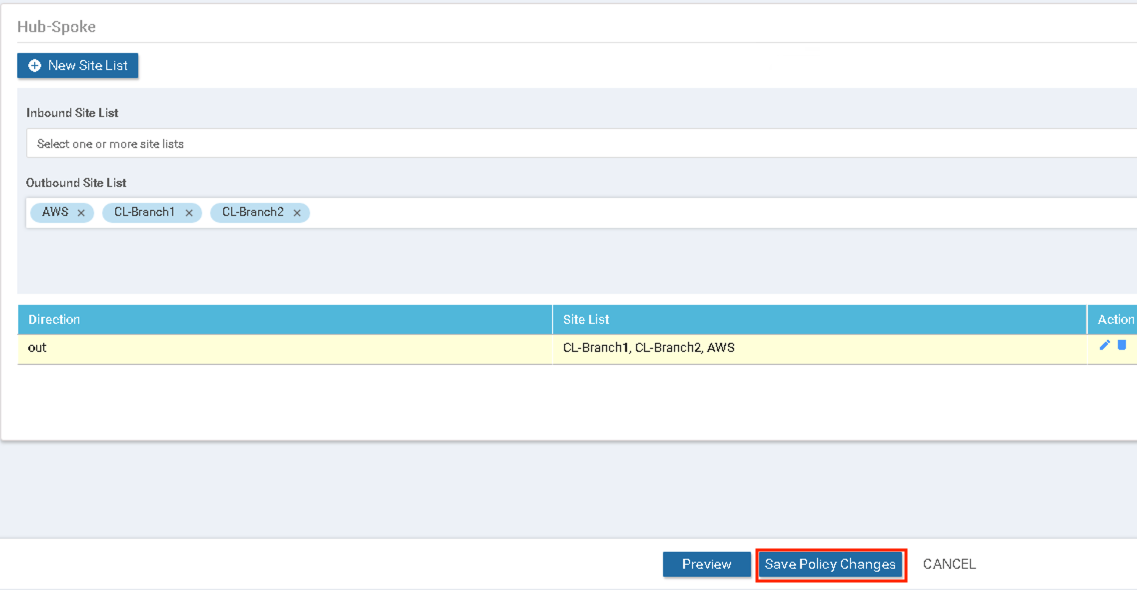 Hub-Spoke
New Site List
Inbound Site List
Select one or more site lists
Outbound Site List
AWS CL-Branch1 CL-Branch2
Direction Site List Action
out CL-Branch1, CL-Branch2, AWS
Preview Save Policy Changes CANCEL